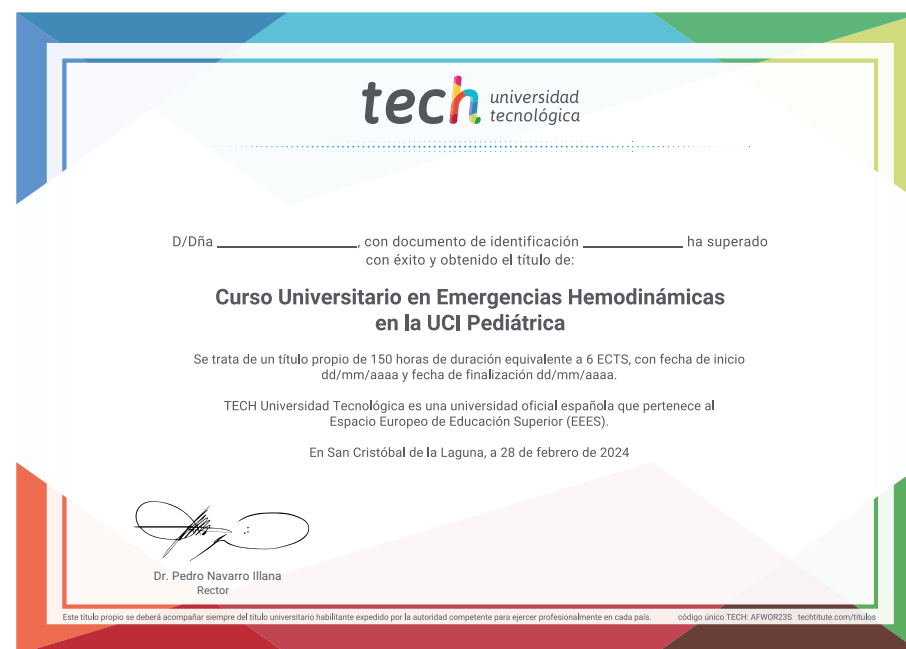 tech universidad
tecnológica
D/Dña ____________________, con documento de identificación ______________ ha superado
con éxito y obtenido el título de:
Curso Universitario en Emergencias Hemodinámicas
en la UCI Pediátrica
Se trata de un título propio de 150 horas de duración equivalente a 6 ECTS, con fecha de inicio
dd/mm/aaaa y fecha de finalización dd/mm/aaaa.
TECH Universidad Tecnológica es una universidad oficial española que pertenece al
Espacio Europeo de Educación Superior (EEES).
En San Cristóbal de la Laguna, a 28 de febrero de 2024
Dr. Pedro Navarro Illana
Rector
Este título propio se deberá acompañar siempre del título universitario habilitante expedido por la autoridad competente para ejercer profesionalmente en cada país. código único TECH: AFWOR23S techtitute.com/titulos